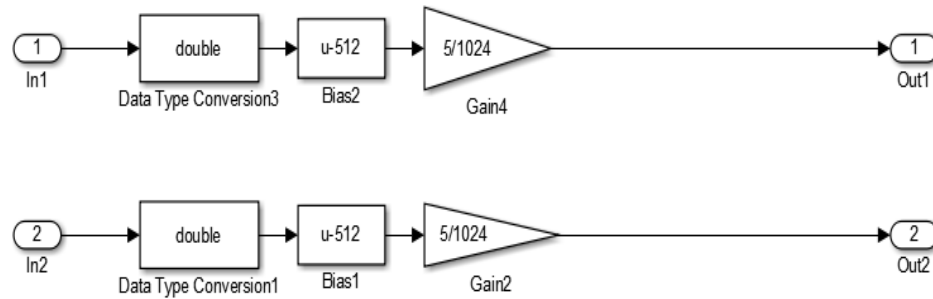 1
double
u-512
5/1024
1
In1
Data Type Conversion3
Bias2
Gain4
Out1
2
double
u-512
5/1024
2
In2
Data Type Conversion1
Bias1
Gain2
Out2